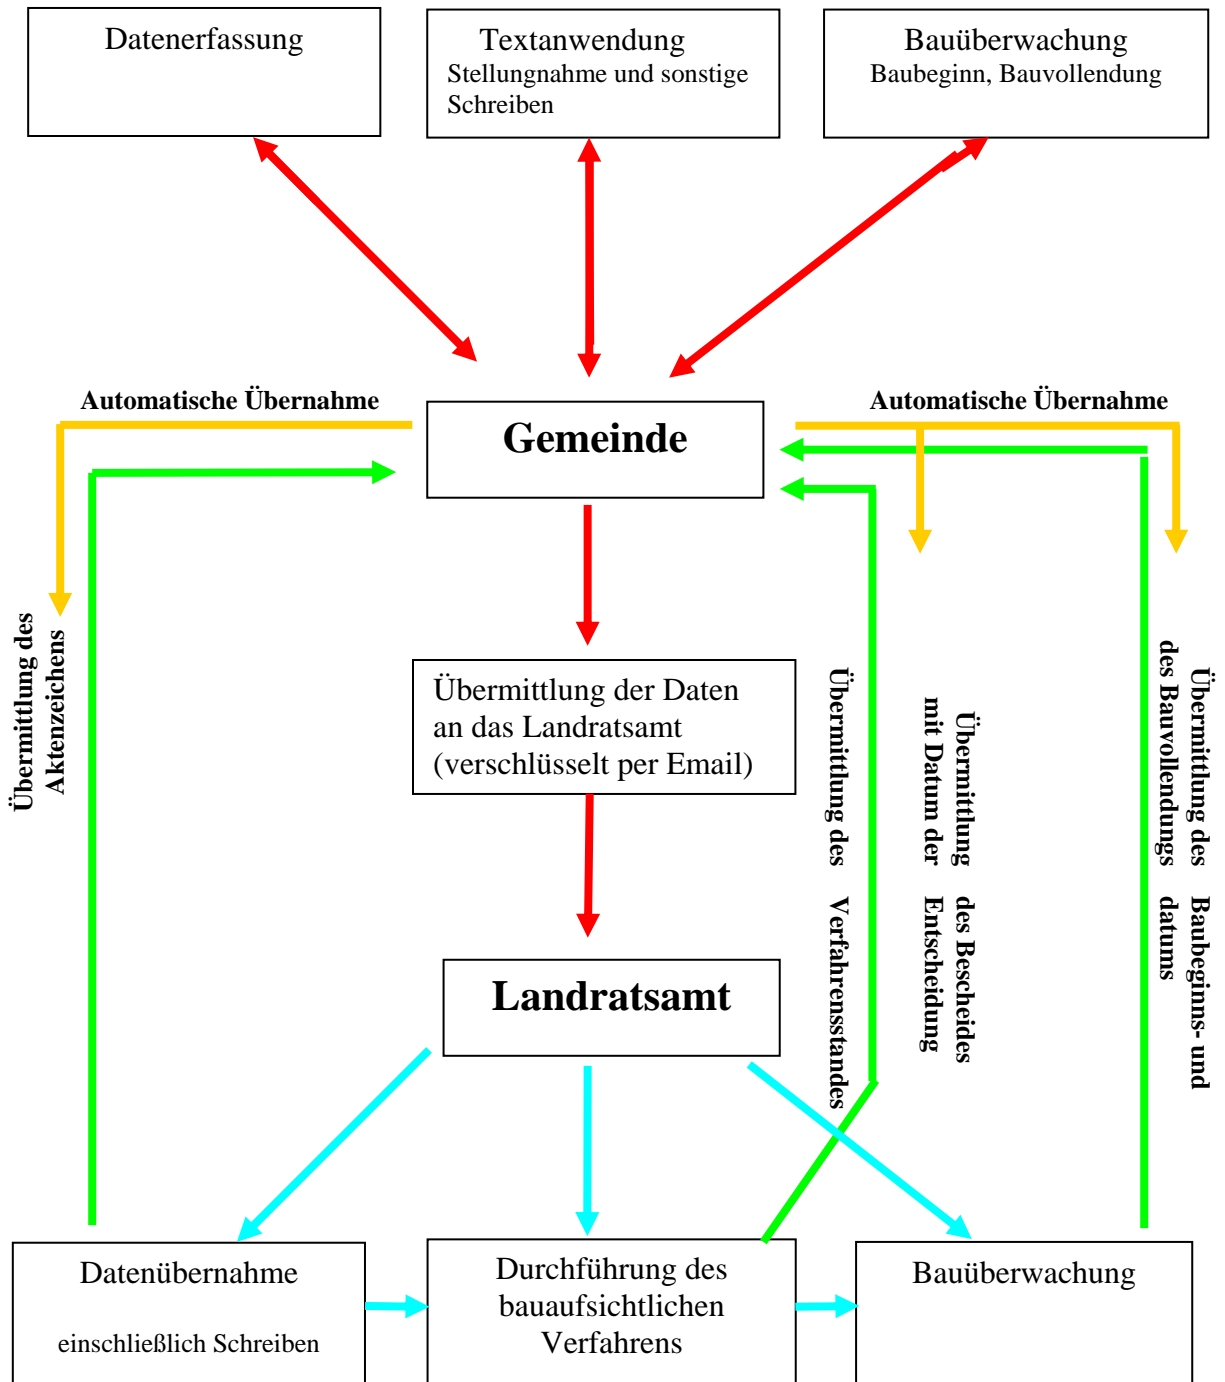 Datenerfassung
Textanwendung
Stellungnahme und sonstige
Schreiben
Bauüberwachung
Baubeginn, Bauvollendung
Automatische Übernahme
Gemeinde
Automatische Übernahme
Übermittlung des
Aktenzeichens
Übermittlung der Daten
an das Landratsamt
(verschlüsselt per Email)
Übermittlung des Verfahrensstandes
Übermittlung des Bescheides
mit Datum der Entscheidung
Übermittlung des Baubeginns- und
des Bauvollendungs datums
Landratsamt
Datenübernahme
einschließlich Schreiben
Durchführung des
bauaufsichtlichen
Verfahrens
Bauüberwachung